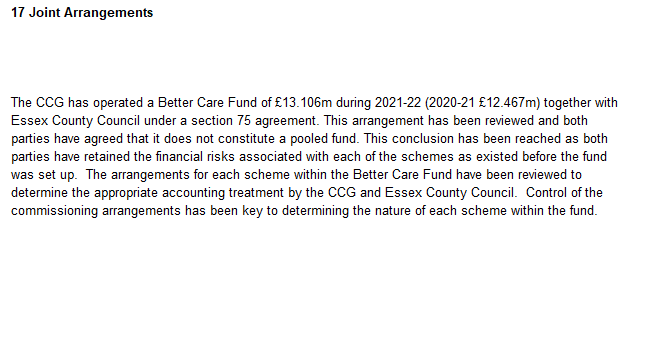 17 Joint Arrangements
The CCG has operated a Better Care Fund of £13.106m during 2021-22 (2020-21 £12.467m) together with
Essex County Council under a section 75 agreement. This arrangement has been reviewed and both
parties have agreed that it does not constitute a pooled fund. This conclusion has been reached as both
parties have retained the financial risks associated with each of the schemes as existed before the fund
was set up.  The arrangements for each scheme within the Better Care Fund have been reviewed to
determine the appropriate accounting treatment by the CCG and Essex County Council.  Control of the
commissioning arrangements has been key to determining the nature of each scheme within the fund.